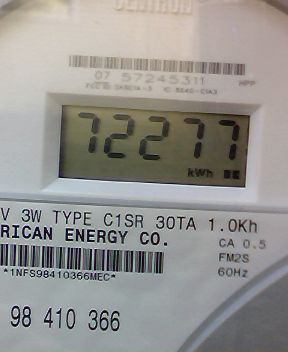 07 57245311 HPP
72277
kWh
V 3W TYPE C1SR 30TA 1.0Kh
RICAN ENERGY CO. CA 0.5
FM2S
*1NFS98410366MEC* 60Hz
98 410 366